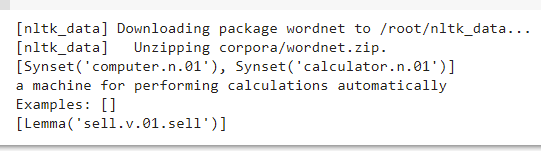 [nltk_data] Downloading package wordnet to /root/nltk_data...
[nltk_data]   Unzipping corpora/wordnet.zip.
[Synset('computer.n.01'), Synset('calculator.n.01')]
a machine for performing calculations automatically
Examples: []
[Lemma('sell.v.01.sell')]